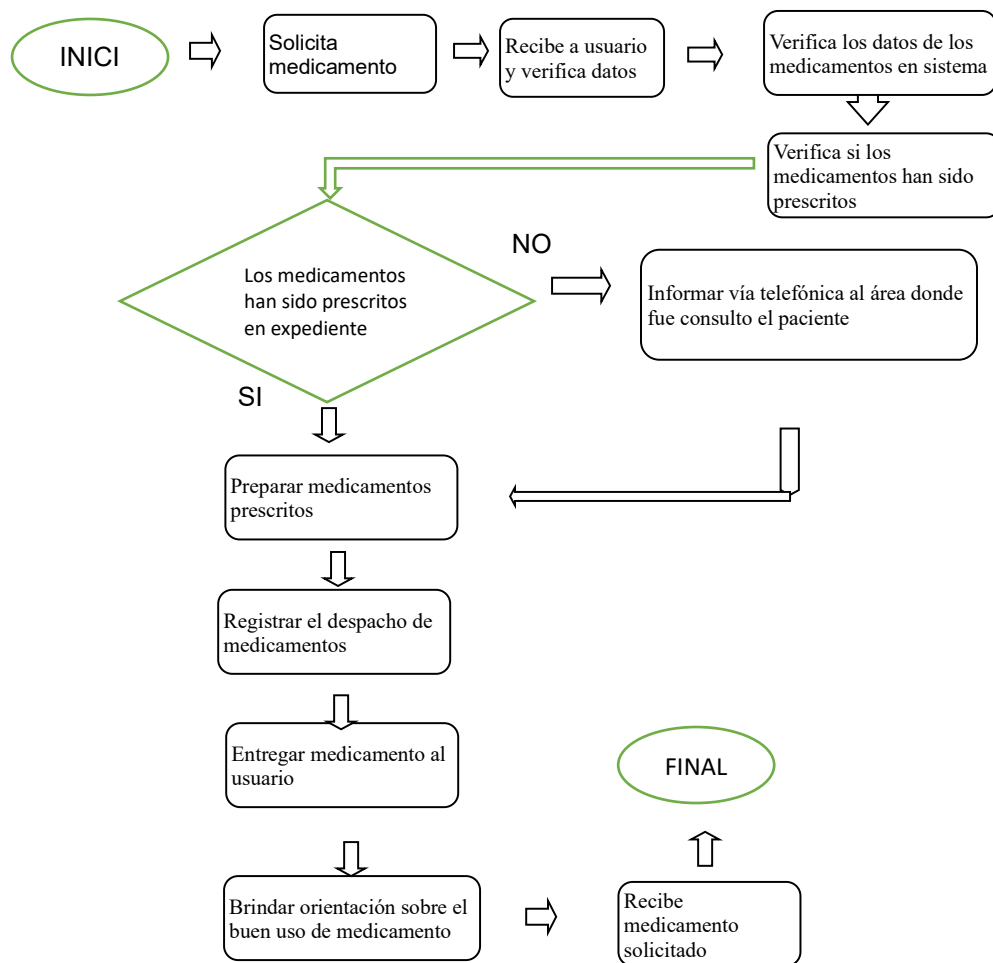 INICI
Solicita
medicamento
Recibe a usuario
y verifica datos
Verifica los datos de los
medicamentos en sistema
Verifica si los
medicamentos han sido
prescritos
Los medicamentos
han sido prescritos
en expediente
NO
Informar vía telefónica al área donde
fue consulto el paciente
SI
Preparar medicamentos
prescritos
Registrar el despacho de
medicamentos
Entregar medicamento al
usuario
Brindar orientación sobre el
buen uso de medicamento
Recibe
medicamento
solicitado
FINAL